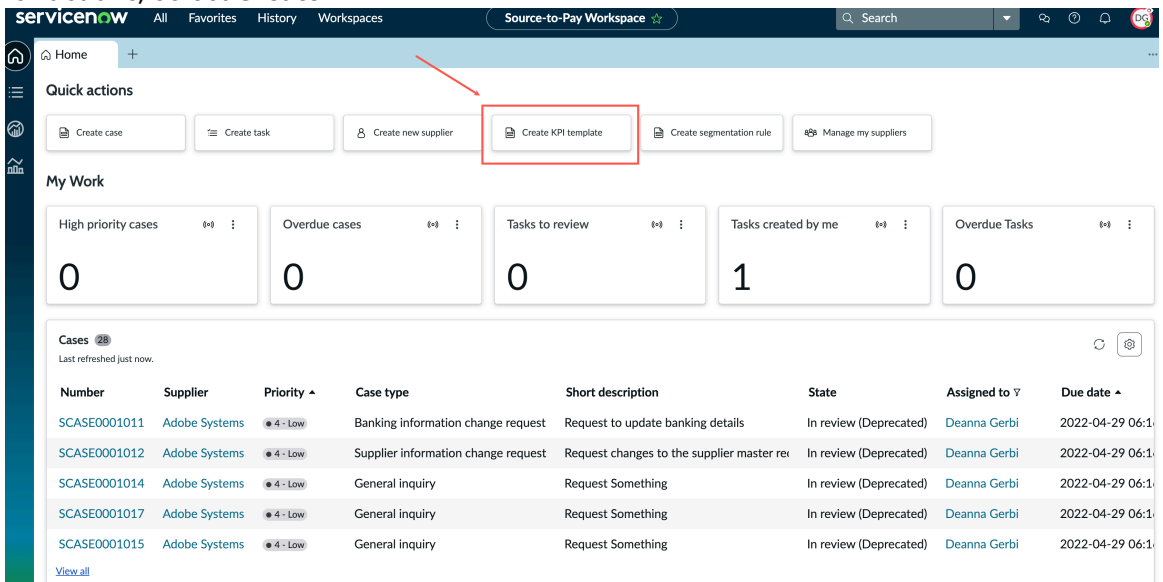 servicenow All Favorites History Workspaces Source-to-Pay Workspace Search DG
Home
Quick actions
Create case Create task Create new supplier Create KPI template Create segmentation rule Manage my suppliers
My Work
High priority cases Overdue cases Tasks to review Tasks created by me Overdue Tasks
0 0 0 1 0
Cases 28
Last refreshed just now.
Number Supplier Priority Case type Short description State Assigned to Due date
SCASE0001011 Adobe Systems 4 - Low Banking information change request Request to update banking details In review (Deprecated) Deanna Gerbi 2022-04-29 06:1
SCASE0001012 Adobe Systems 4 - Low Supplier information change request Request changes to the supplier master rec In review (Deprecated) Deanna Gerbi 2022-04-29 06:1
SCASE0001014 Adobe Systems 4 - Low General inquiry Request Something In review (Deprecated) Deanna Gerbi 2022-04-29 06:1
SCASE0001017 Adobe Systems 4 - Low General inquiry Request Something In review (Deprecated) Deanna Gerbi 2022-04-29 06:1
SCASE0001015 Adobe Systems 4 - Low General inquiry Request Something In review (Deprecated) Deanna Gerbi 2022-04-29 06:1
View all